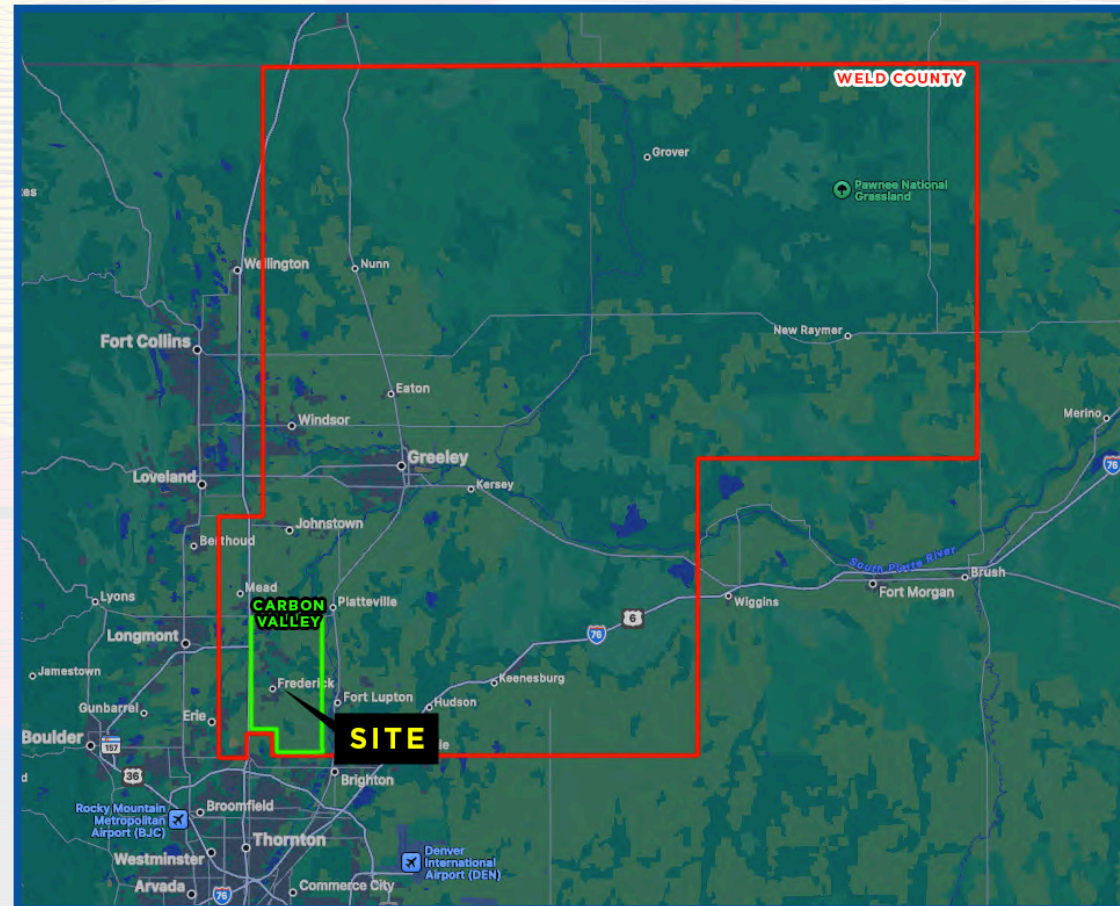 WELD COUNTY
Grover
Pawnee National
Grassland
es
Wellington
Nunn
New Raymer
Fort Collins
Eaton
Merino
Windsor
Greeley
76
Loveland
Kersey
Johnstown
Berthoud
South Platte River
Brush
Fort Morgan
Mead
Lyons
CARBON
VALLEY
Platteville
Wiggins
6
76
Longmont
Jamestown
Frederick
Keenesburg
Fort Lupton
Hudson
Gunbarrel
Erie
SITE
ie
Boulder
157
36
Brighton
Rocky Mountain
Metropolitan
Airport (BJC)
Broomfield
Thornton
Denver
International
Airport (DEN)
Westminster
Arvada
76
Commerce City
d